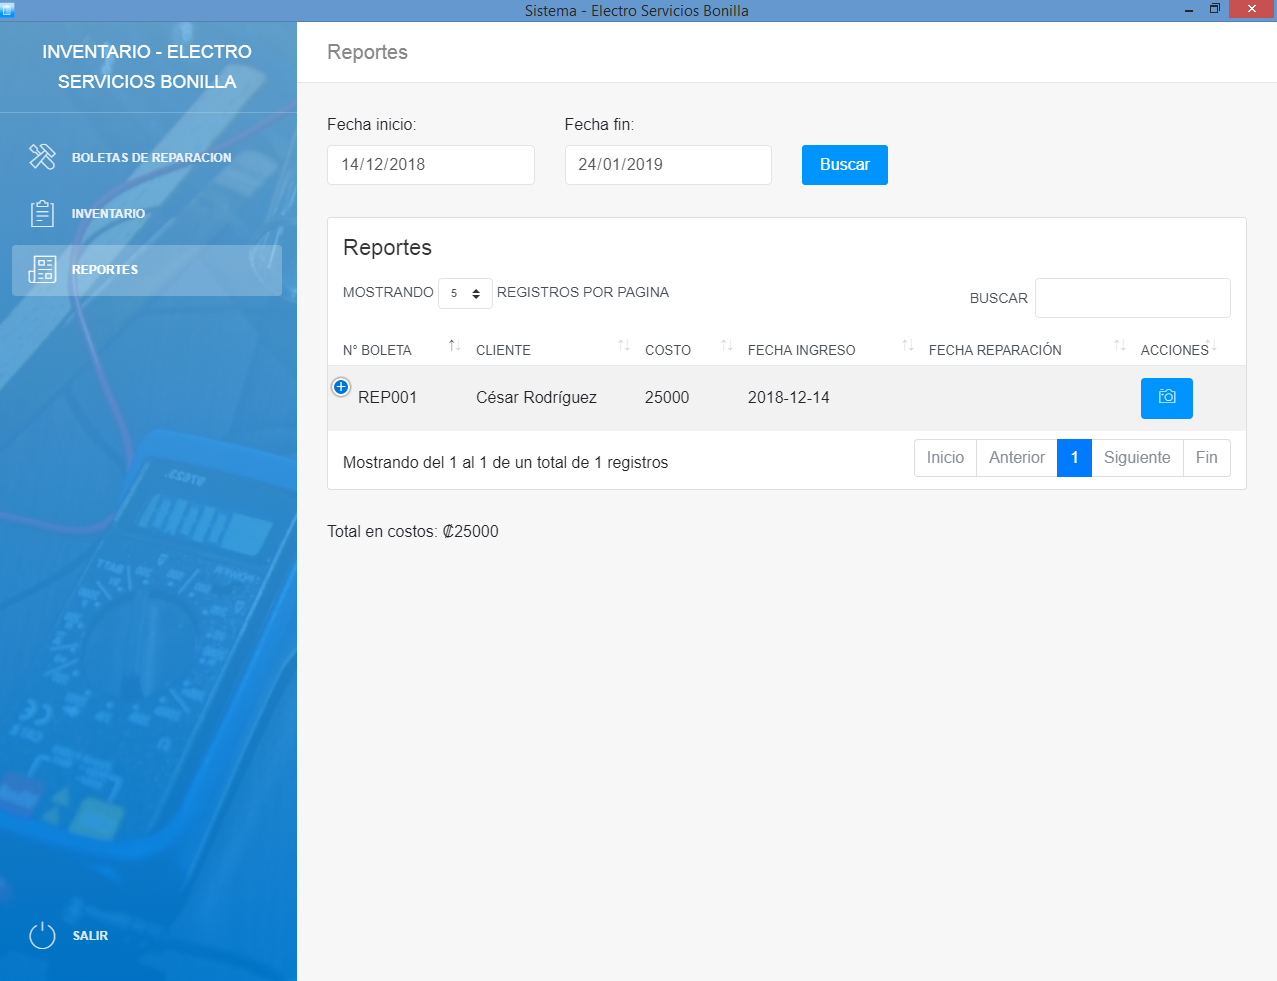 Sistema - Electro Servicios Bonilla
INVENTARIO - ELECTRO
SERVICIOS BONILLA
BOLETAS DE REPARACION
INVENTARIO
REPORTES
SALIR
Reportes
Fecha inicio: Fecha fin:
14/12/2018 24/01/2019 Buscar
Reportes
MOSTRANDO 5 REGISTROS POR PAGINA BUSCAR
N° BOLETA CLIENTE COSTO FECHA INGRESO FECHA REPARACIÓN ACCIONES
REP001 César Rodríguez 25000 2018-12-14
Mostrando del 1 al 1 de un total de 1 registros Inicio Anterior 1 Siguiente Fin
Total en costos: ₡25000